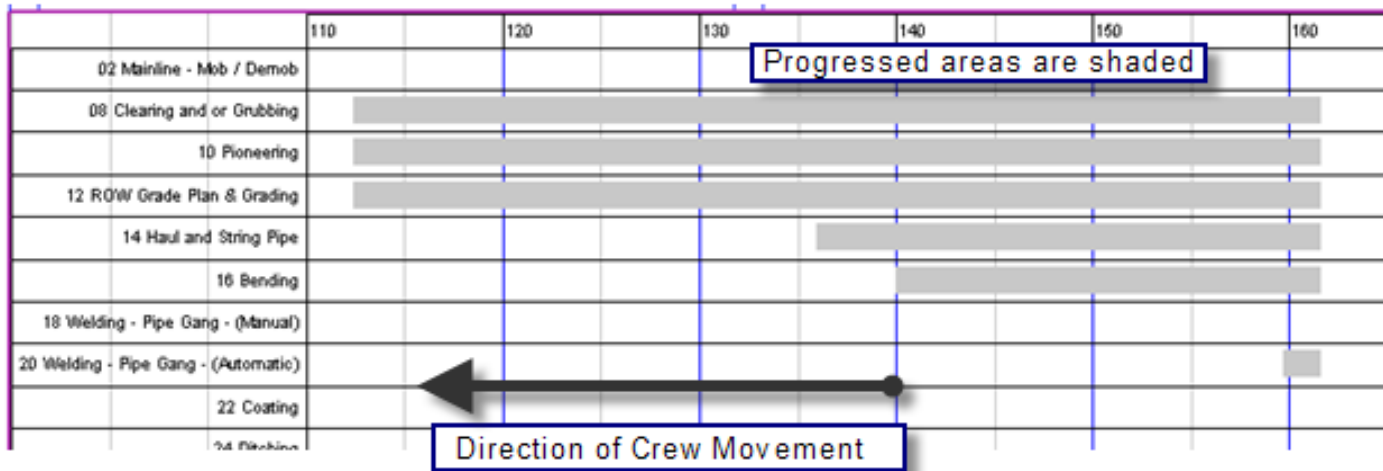 110 120 130 140 150 160
Progressed areas are shaded
02 Mainline - Mob / Demob
08 Clearing and or Grubbing
10 Pioneering
12 ROW Grade Plan & Grading
14 Haul and String Pipe
16 Bending
18 Welding - Pipe Gang - (Manual)
20 Welding - Pipe Gang - (Automatic)
22 Coating
24 Ditching
Direction of Crew Movement